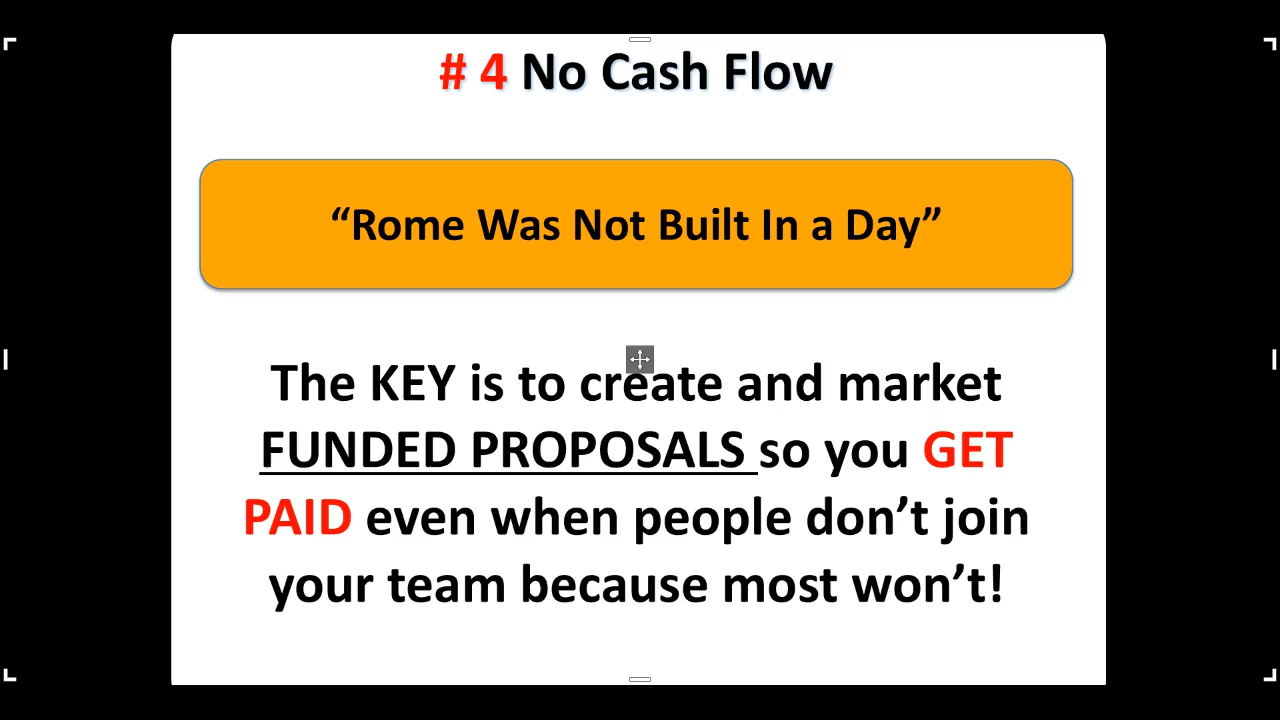 # 4 No Cash Flow
“Rome Was Not Built In a Day”
The KEY is to create and market
FUNDED PROPOSALS so you GET
PAID even when people don’t join
your team because most won’t!